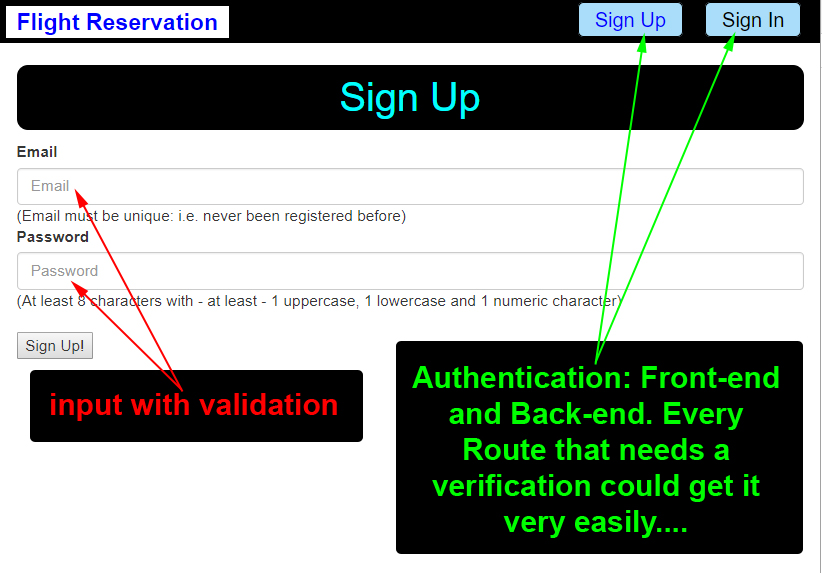 Flight Reservation
Sign Up
Sign In
Sign Up
Email
Email
(Email must be unique: i.e. never been registered before)
Password
Password
(At least 8 characters with - at least - 1 uppercase, 1 lowercase and 1 numeric character)
Sign Up!
input with validation
Authentication: Front-end
and Back-end. Every
Route that needs a
verification could get it
very easily....